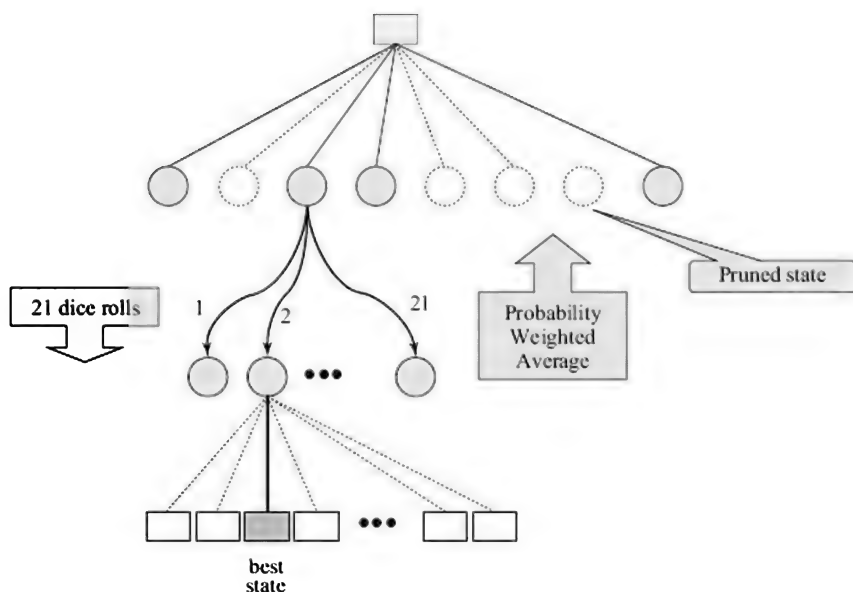 Pruned state
21 dice rolls
1
2
21
Probability
Weighted
Average
best
state